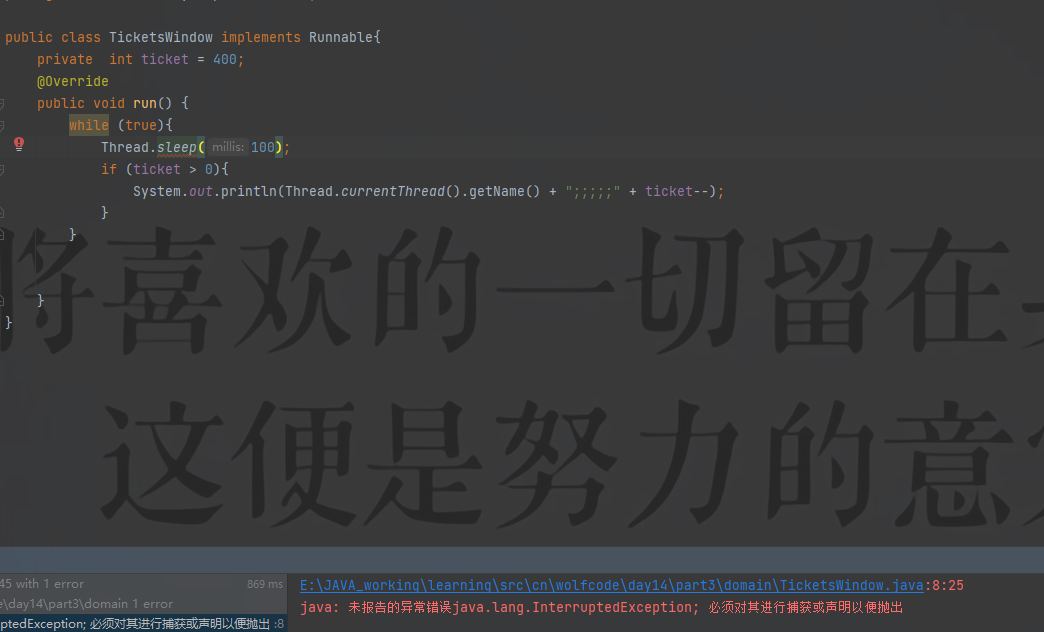 public class TicketsWindow implements Runnable{
private int ticket = 400;
@Override
public void run() {
while (true){
Thread.sleep( millis: 100);
if (ticket > 0){
System.out.println(Thread.currentThread().getName() + ";;;;;" + ticket--);
}
}
}
}
将喜欢的一切留在
这便是努力的意
45 with 1 error 869 ms
e\day14\part3\domain 1 error
ptedException; 必须对其进行捕获或声明以便抛出 :8
E:\JAVA_working\learning\src\cn\wolfcode\day14\part3\domain\TicketsWindow.java:8:25
java: 未报告的异常错误java.lang.InterruptedException; 必须对其进行捕获或声明以便抛出